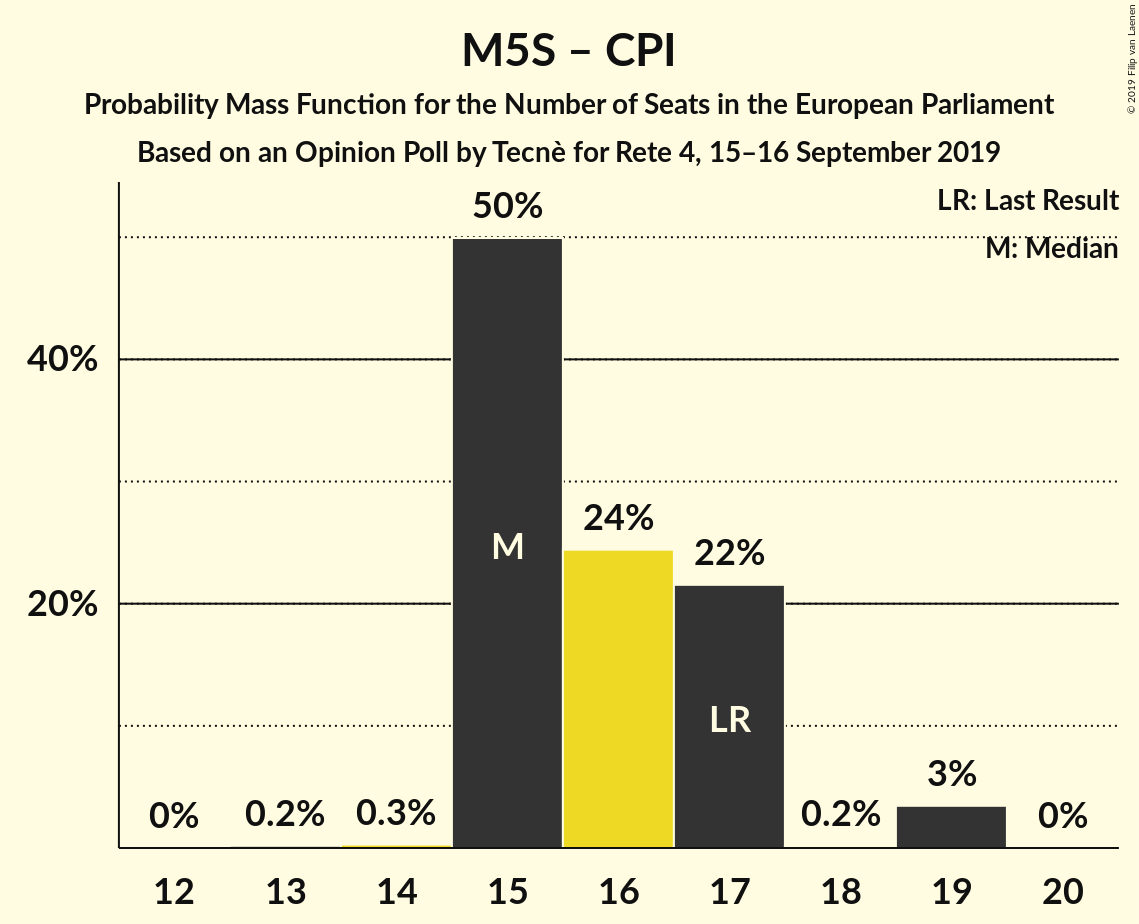 M5S – CPI
Probability Mass Function for the Number of Seats in the European Parliament
Based on an Opinion Poll by Tecnè for Rete 4, 15–16 September 2019
© 2019 Filip van Laenen
LR: Last Result
M: Median
50%
40%
24%
22%
M
20%
LR
3%
0%
0.2%
0.3%
0.2%
0%
12 13 14 15 16 17 18 19 20